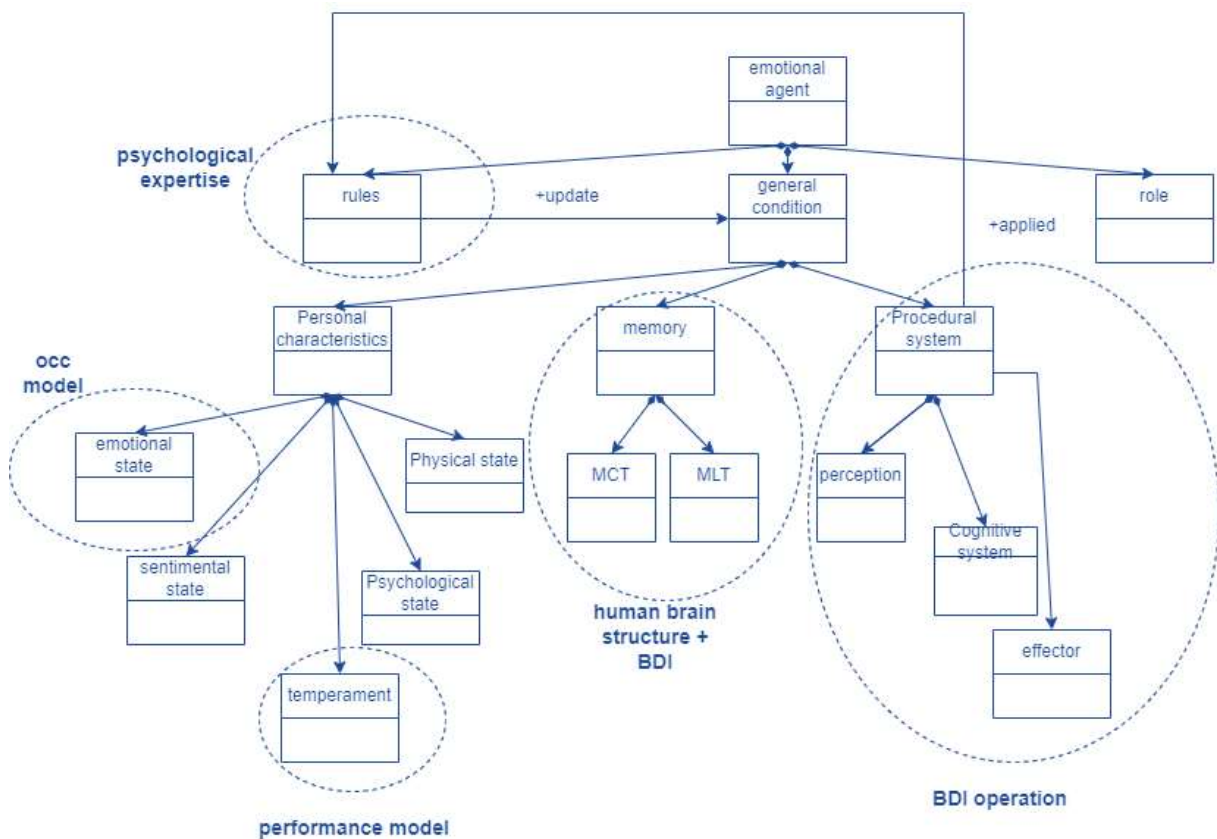 emotional
agent
psychological
expertise
rules
+update
general
condition
role
+applied
Personal
characteristics
memory
Procedural
system
occ
model
emotional
state
Physical state
MCT
MLT
perception
Cognitive
system
sentimental
state
Psychological
state
human brain
structure +
BDI
effector
temperament
BDI operation
performance model